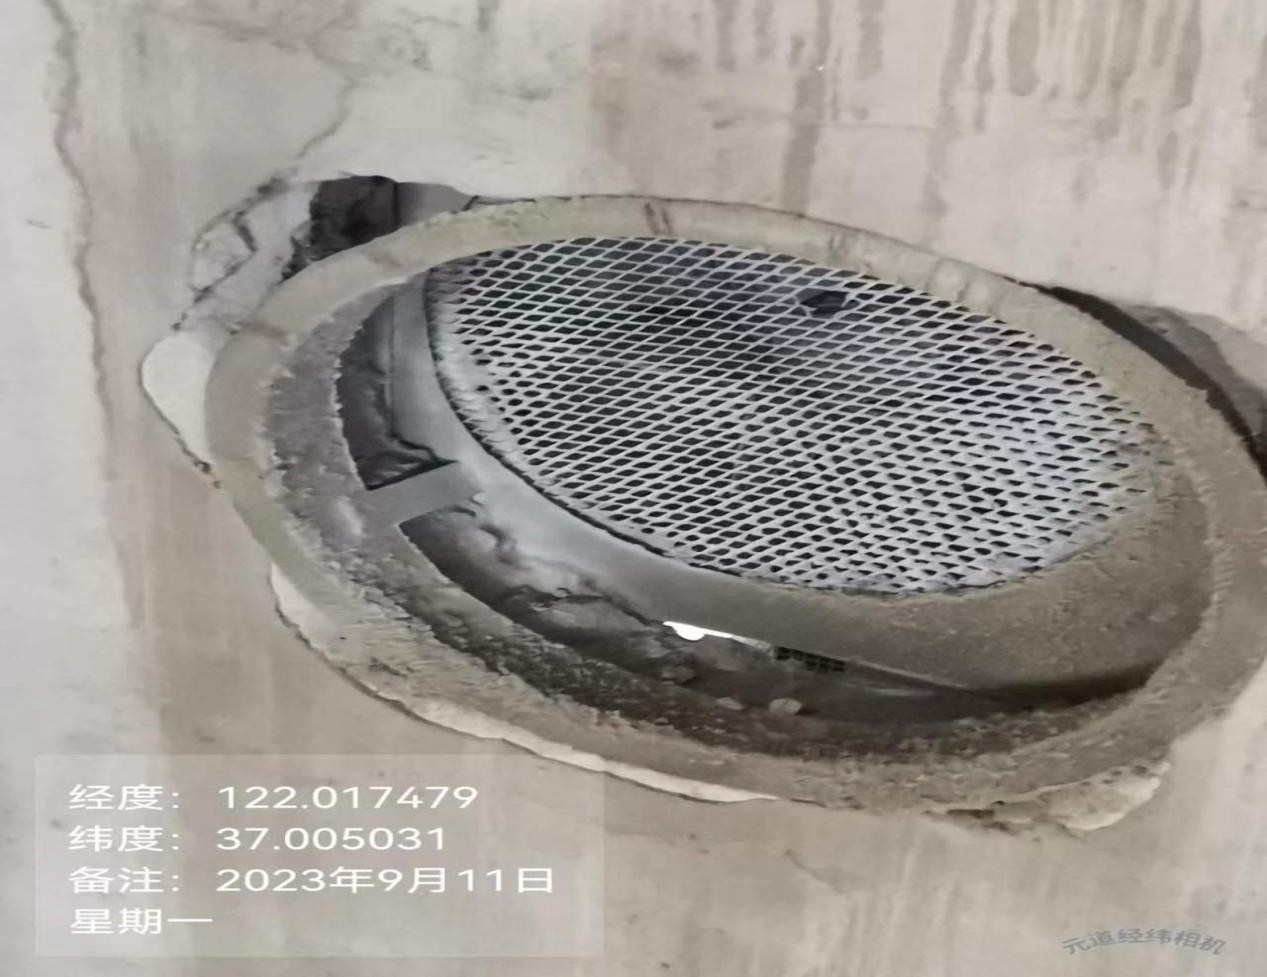 经度： 122.017479
纬度： 37.005031
备注： 2023年9月11日
星期一
元道经纬相机